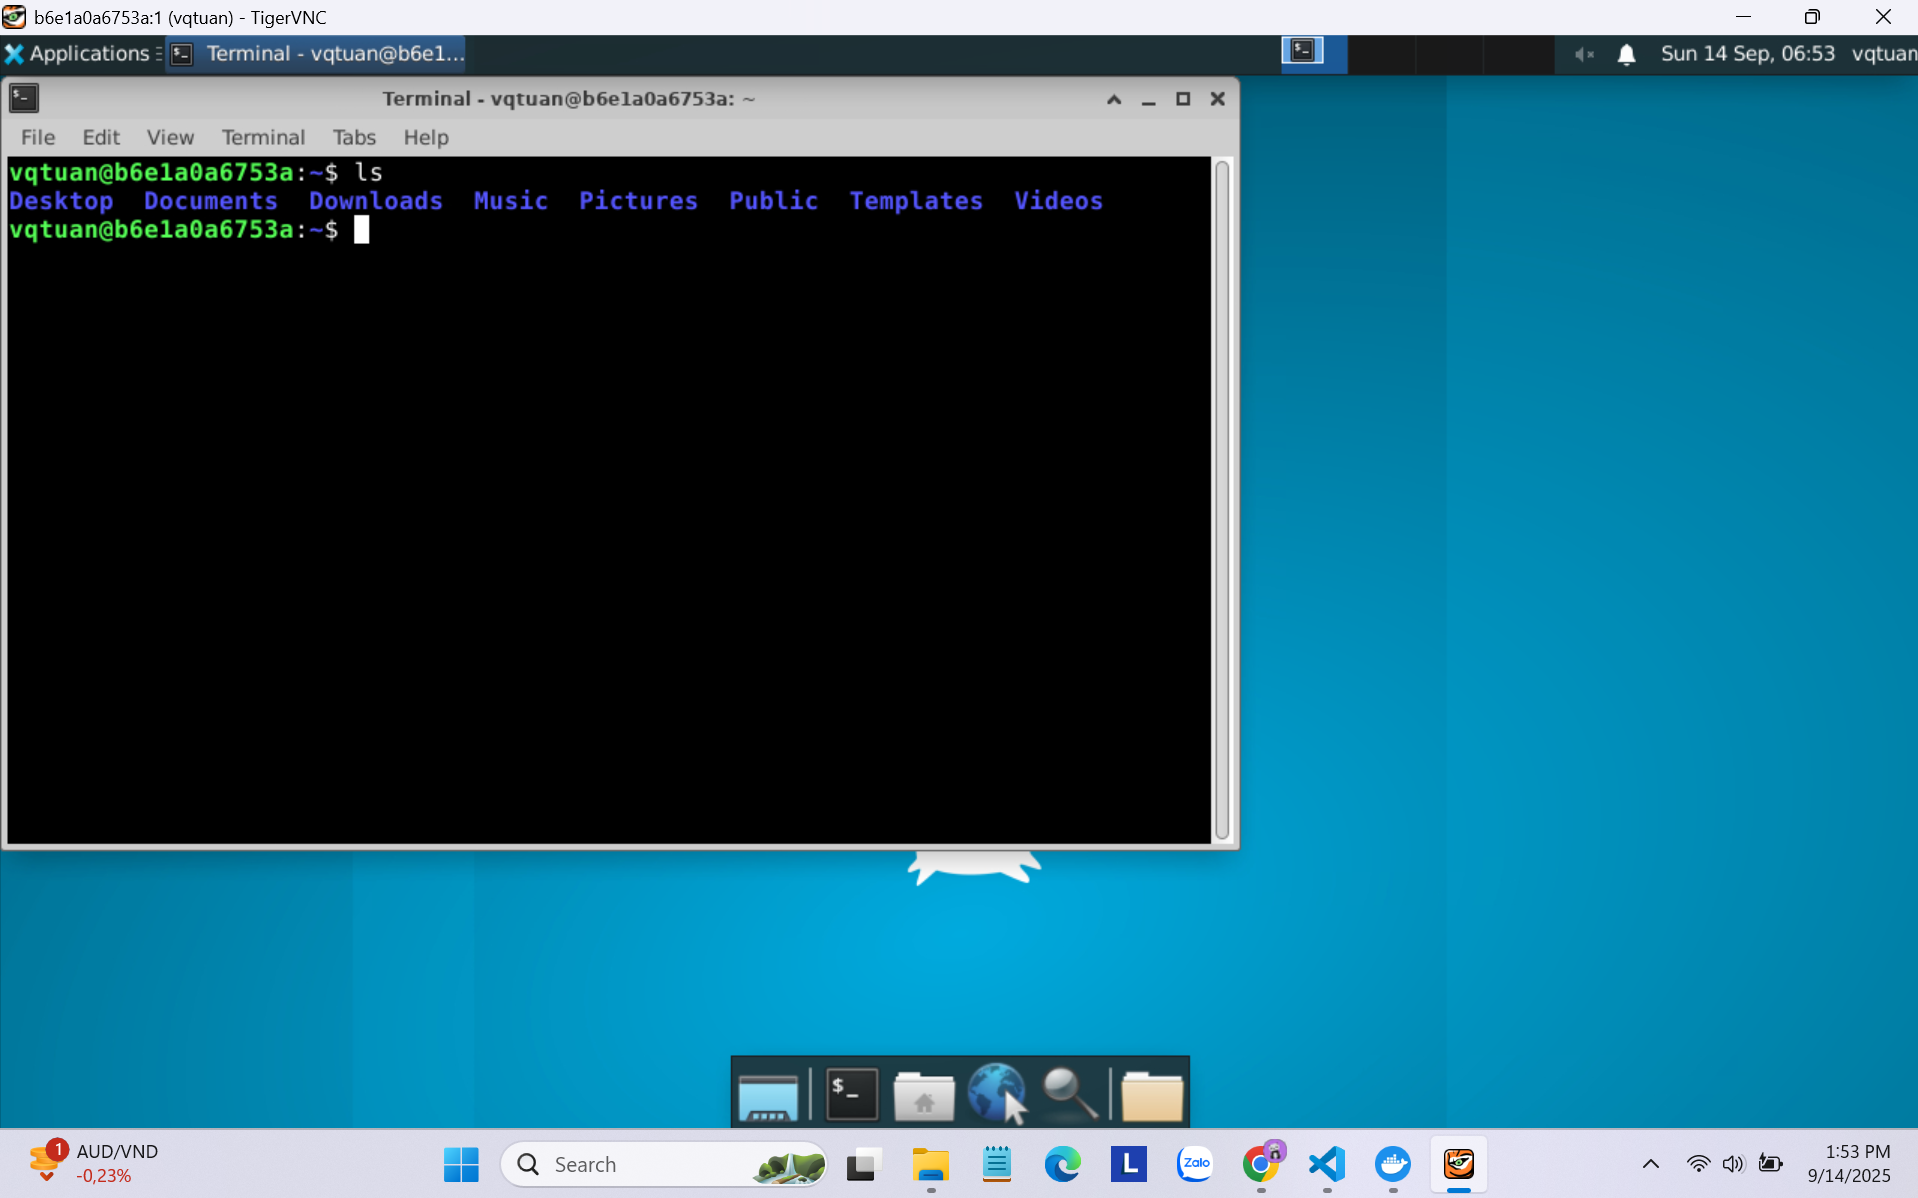 b6e1a0a6753a:1 (vqtuan) - TigerVNC
Applications Terminal - vqtuan@b6e1... Sun 14 Sep, 06:53 vqtuan
Terminal - vqtuan@b6e1a0a6753a: ~
File Edit View Terminal Tabs Help
vqtuan@b6e1a0a6753a:~$ ls
Desktop Documents Downloads Music Pictures Public Templates Videos
vqtuan@b6e1a0a6753a:~$
$_
1 AUD/VND
-0,23%
Search
L
Zalo
1:53 PM
9/14/2025